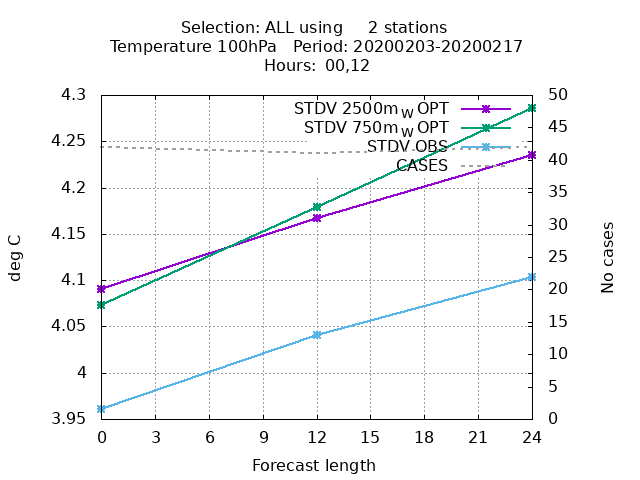 Selection: ALL using 2 stations
Temperature 100hPa Period: 20200203-20200217
Hours: 00,12
4.3
4.25
4.2
4.15
4.1
4.05
4
3.95
50
45
40
35
30
25
20
15
10
5
0
STDV 2500m W OPT
STDV 750m W OPT
STDV OBS
CASES
deg C
No cases
0 3 6 9 12 15 18 21 24
Forecast length